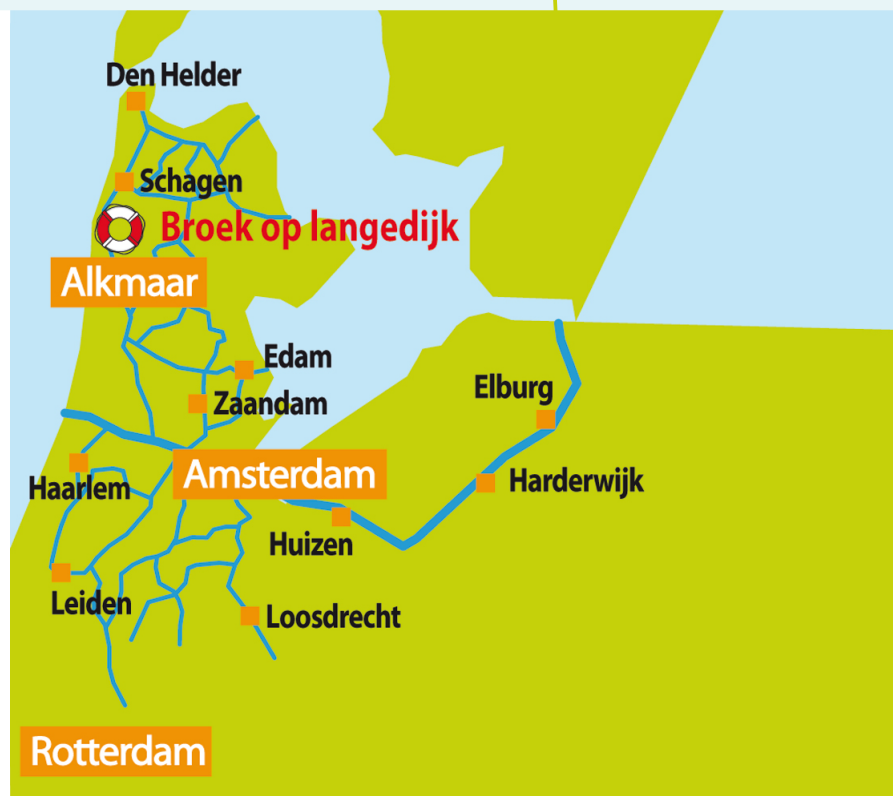 Den Helder
Schagen
Broek op langedijk
Alkmaar
Edam
Zaandam
Elburg
Amsterdam
Haarlem
Harderwijk
Huizen
Leiden
Loosdrecht
Rotterdam